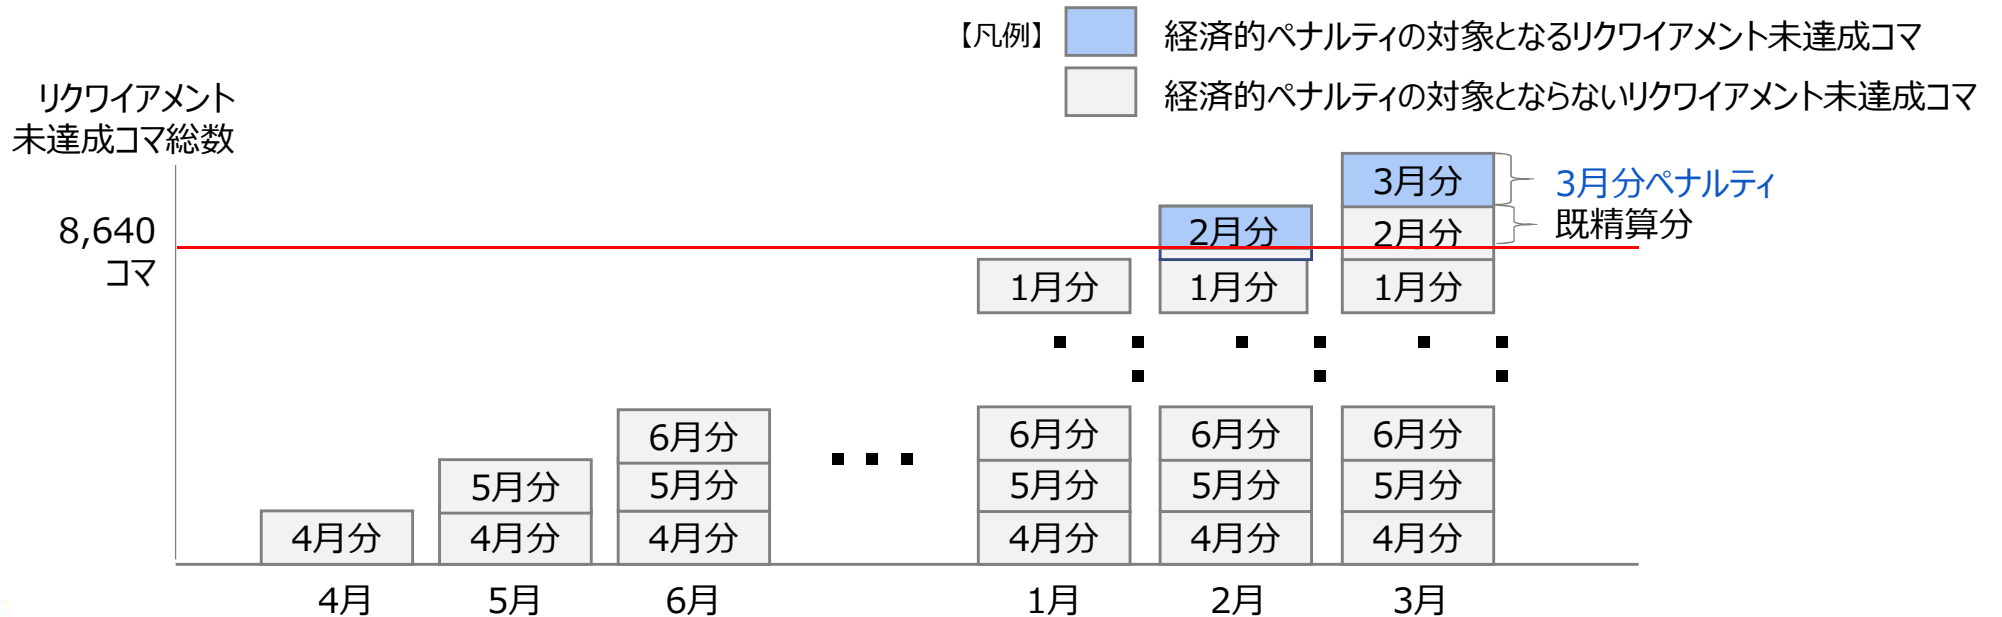 【凡例】
経済的ペナルティの対象となるリクワイアメント未達成コマ
経済的ペナルティの対象とならないリクワイアメント未達成コマ
リクワイアメント
未達成コマ総数
8,640
コマ
3月分
3月分ペナルティ
2月分
2月分
既精算分
1月分
1月分
1月分
6月分
6月分
6月分
6月分
5月分
5月分
5月分
5月分
5月分
4月分
4月分
4月分
4月分
4月分
4月分
4月
5月
6月
1月
2月
3月